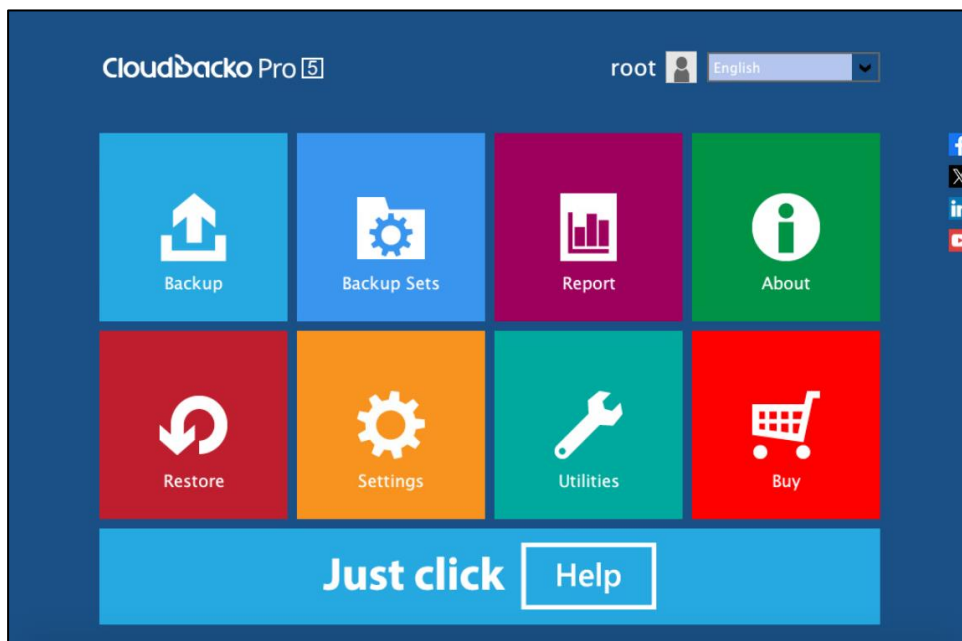 CloudBacko Pro 5
root English
Backup
Backup Sets
Report
About
Restore
Settings
Utilities
Buy
Just click Help